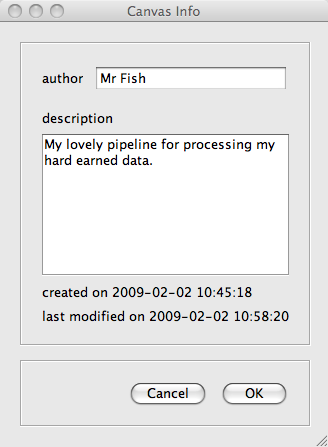 Canvas Info
author Mr Fish
description
My lovely pipeline for processing my
hard earned data.
created on 2009-02-02 10:45:18
last modified on 2009-02-02 10:58:20
Cancel OK